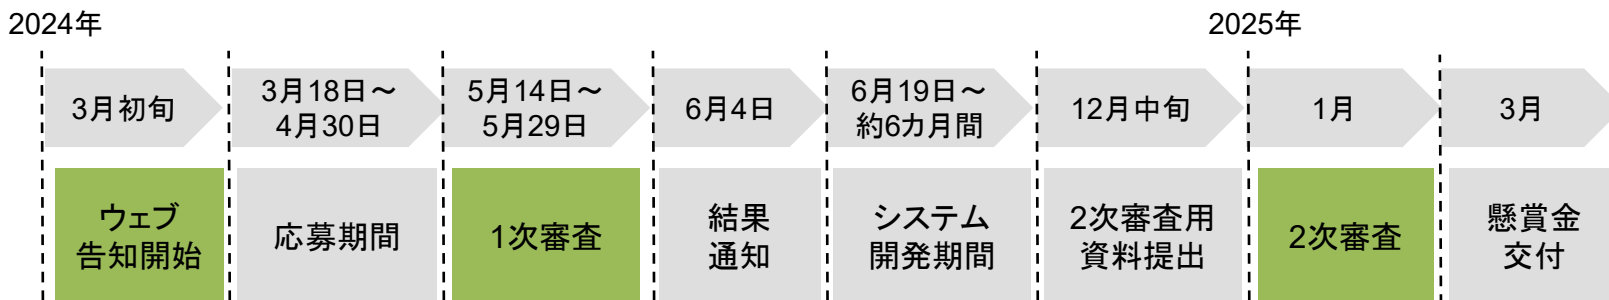 2024年
2025年
3月初旬
3月18日～
4月30日
5月14日～
5月29日
6月4日
6月19日～
約6カ月間
12月中旬
1月
3月
ウェブ
告知開始
応募期間
1次審査
結果
通知
システム
開発期間
2次審査用
資料提出
2次審査
懸賞金
交付